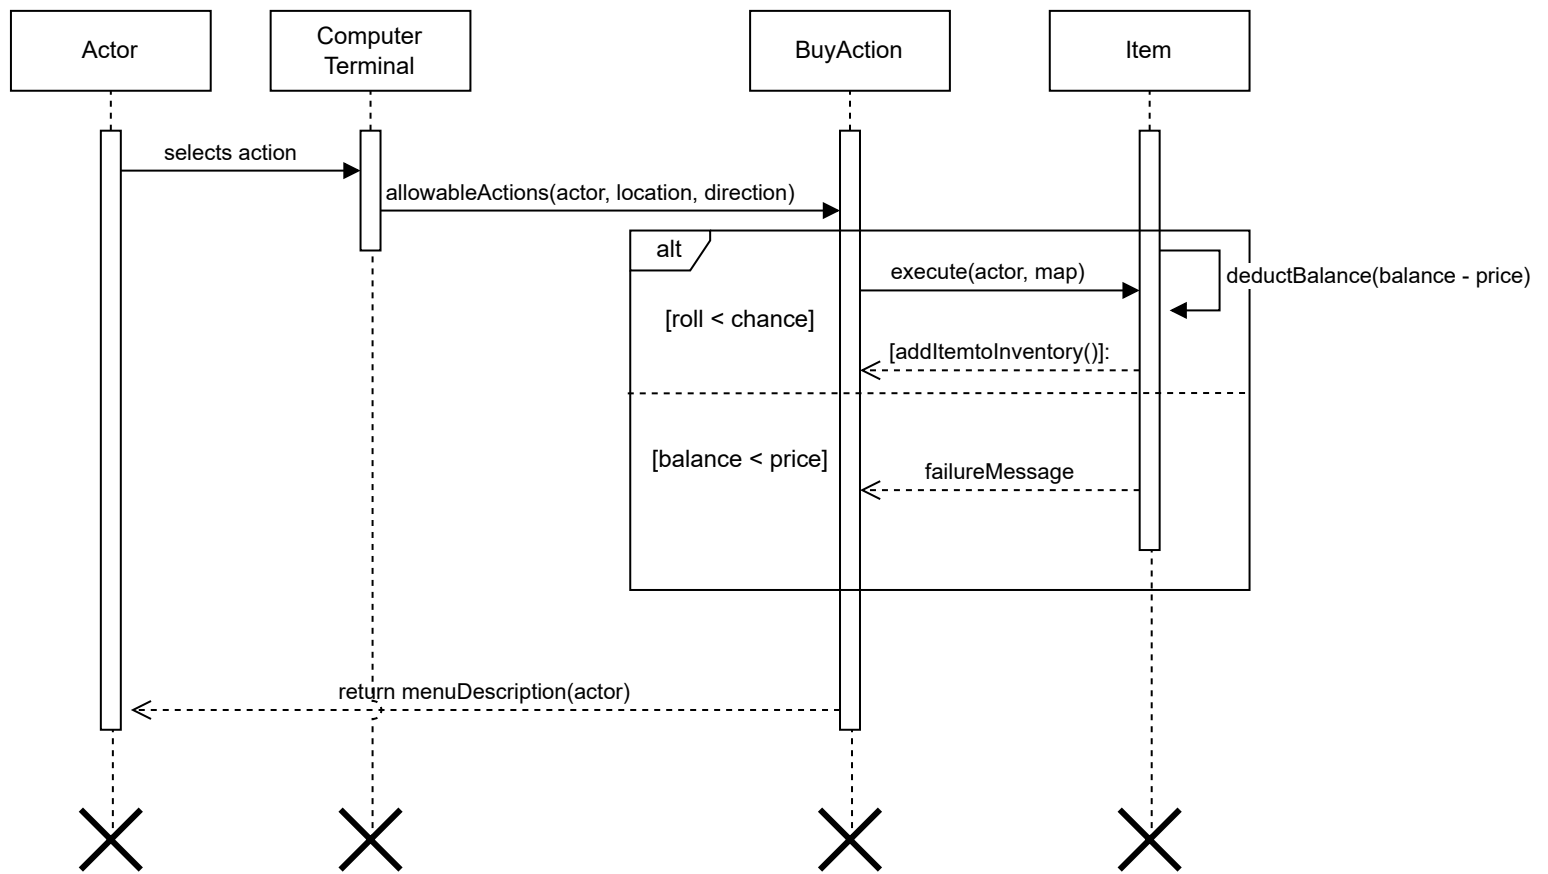 Actor
Computer
Terminal
BuyAction
Item
selects action
allowableActions(actor, location, direction)
alt
execute(actor, map)
deductBalance(balance - price)
[roll < chance]
[addItemtoInventory()]:
[balance < price]
failureMessage
return menuDescription(actor)